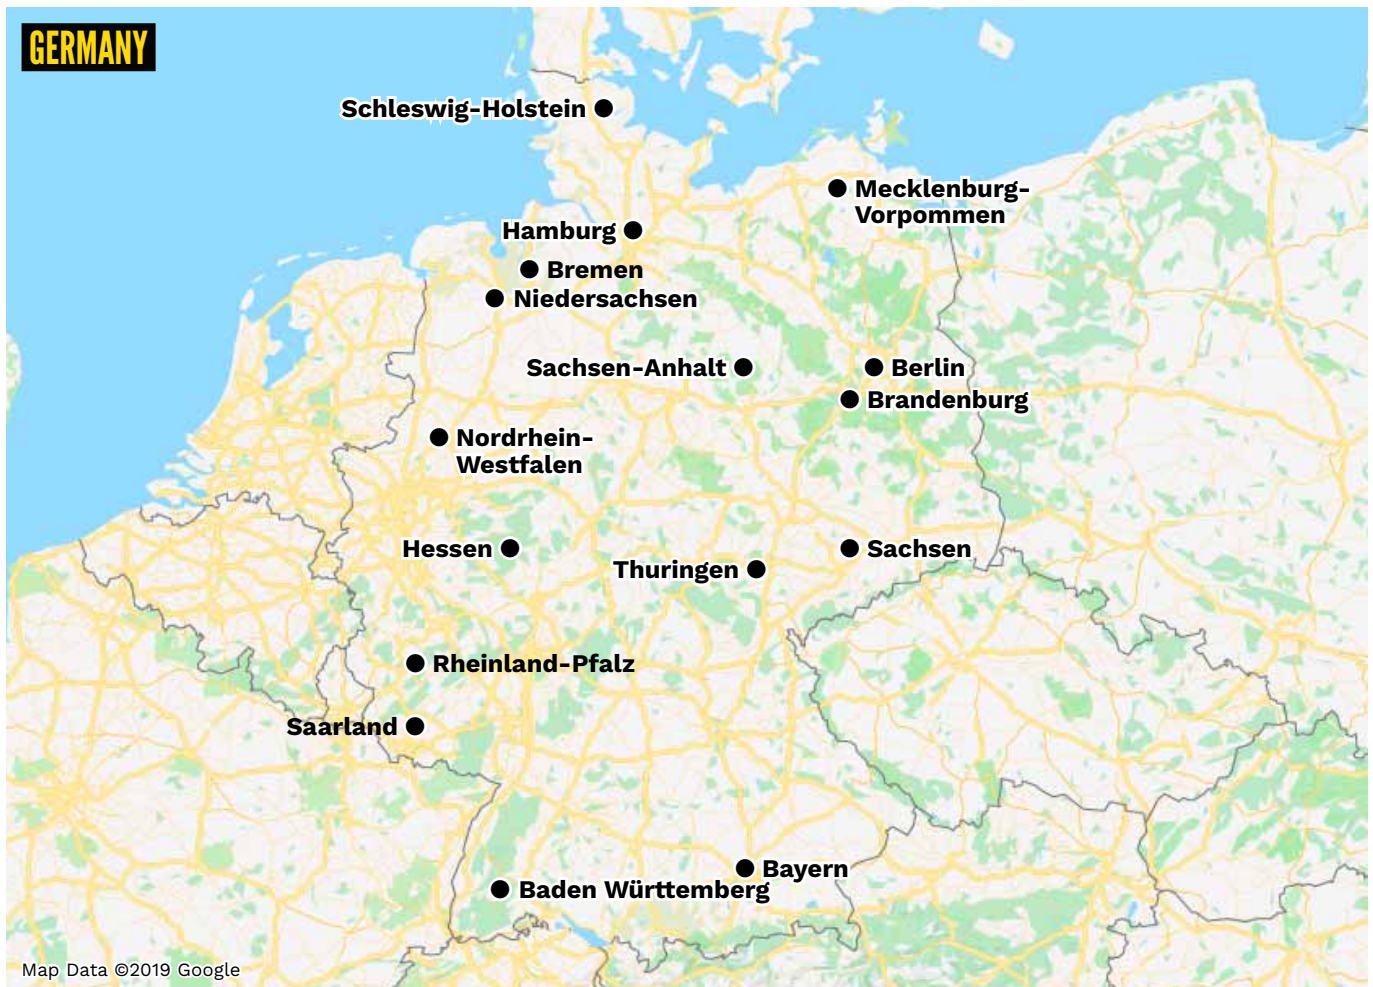 GERMANY
Schleswig-Holstein
Mecklenburg-
Vorpommen
Hamburg
Bremen
Niedersachsen
Sachsen-Anhalt
Berlin
Brandenburg
Nordrhein-
Westfalen
Hessen
Sachsen
Thuringen
Rheinland-Pfalz
Saarland
Bayern
Baden Württemberg
Map Data ©2019 Google